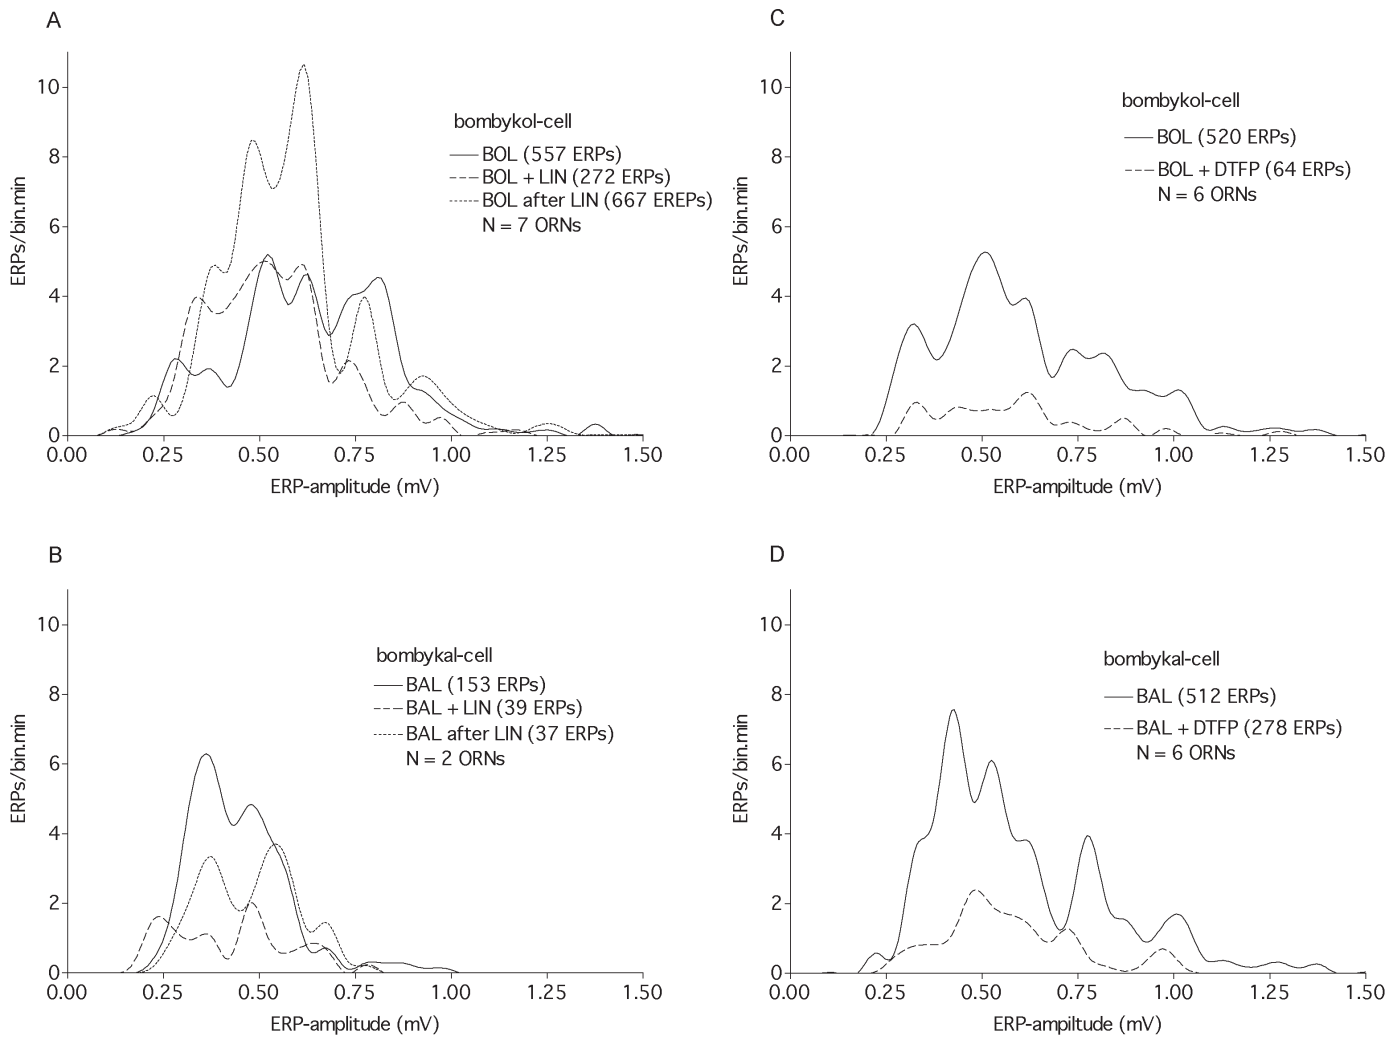 A
ERPs/bin.min
10
8
6
4
2
0
bombykol-cell
BOL (557 ERPs)
BOL + LIN (272 ERPs)
BOL after LIN (667 EREPs)
N = 7 ORNs
0.00 0.25 0.50 0.75 1.00 1.25 1.50
ERP-amplitude (mV)
C
ERPs/bin.min
10
8
6
4
2
0
bombykol-cell
BOL (520 ERPs)
BOL + DTFP (64 ERPs)
N = 6 ORNs
0.00 0.25 0.50 0.75 1.00 1.25 1.50
ERP-ampiltude (mV)
B
ERPs/bin.min
10
8
6
4
2
0
bombykal-cell
BAL (153 ERPs)
BAL + LIN (39 ERPs)
BAL after LIN (37 ERPs)
N = 2 ORNs
0.00 0.25 0.50 0.75 1.00 1.25 1.50
ERP-amplitude (mV)
D
ERPs/bin.min
10
8
6
4
2
0
bombykal-cell
BAL (512 ERPs)
BAL + DTFP (278 ERPs)
N = 6 ORNs
0.00 0.25 0.50 0.75 1.00 1.25 1.50
ERP-ampiltude (mV)